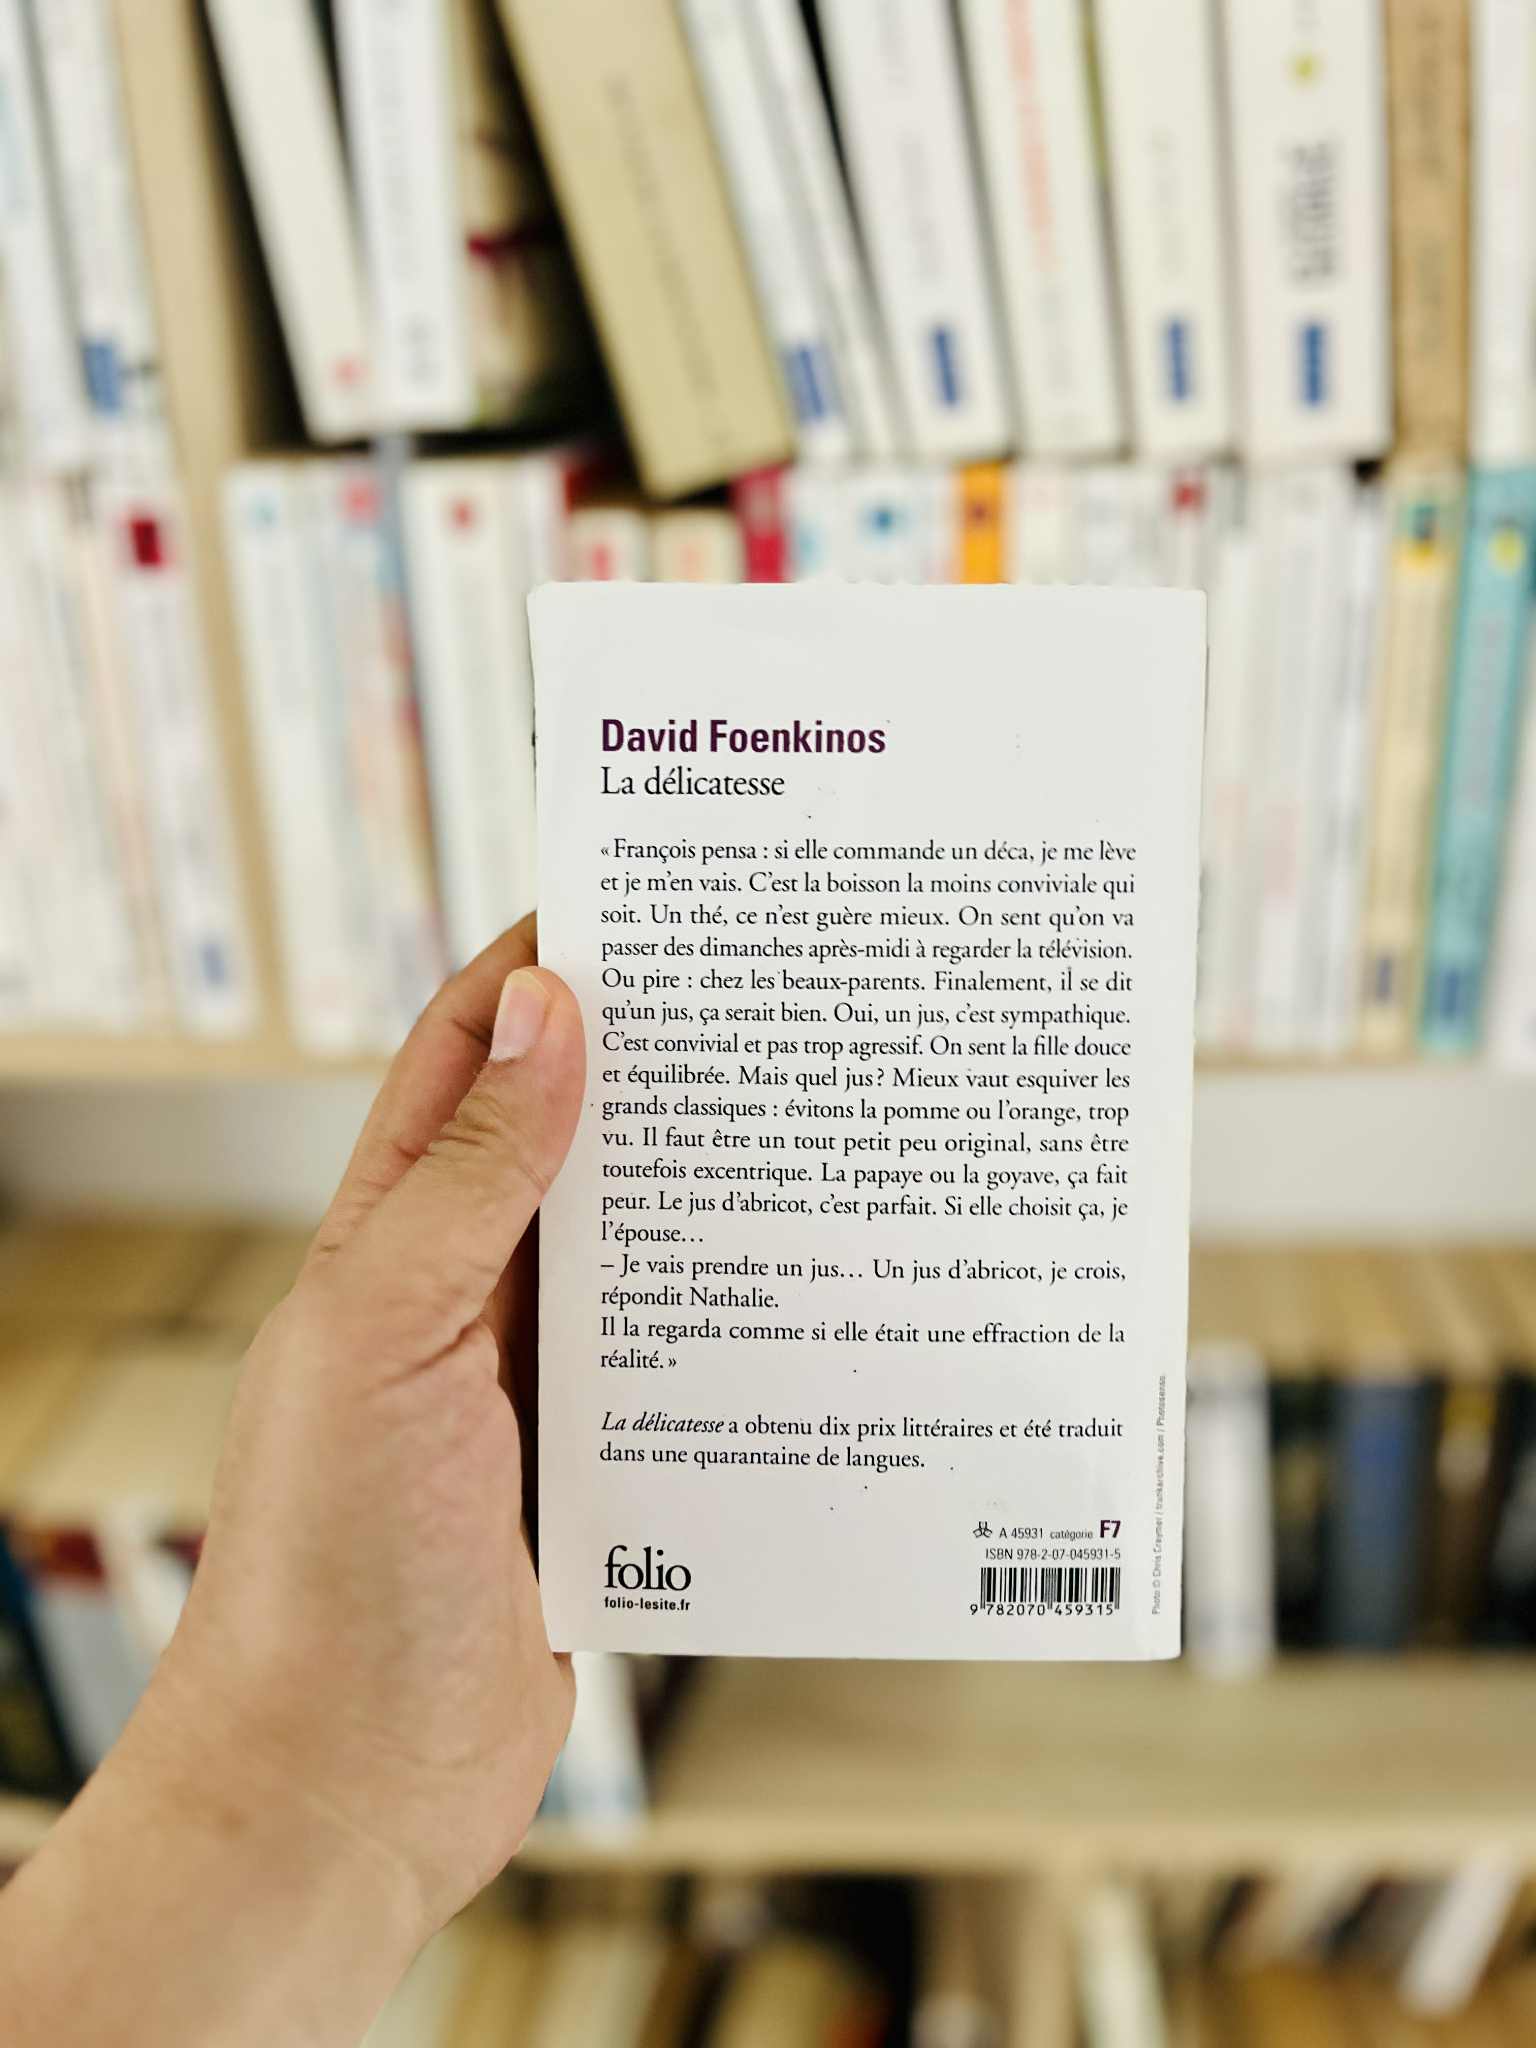 David Foenkinos
La délicatesse
« François pensa : si elle commande un déca, je me lève
et je m'en vais. C'est la boisson la moins conviviale qui
soit. Un thé, ce n'est guère mieux. On sent qu'on va
passer des dimanches après-midi à regarder la télévision.
Ou pire : chez les beaux-parents. Finalement, il se dit
qu'un jus, ça serait bien. Oui, un jus, c'est sympathique.
C'est convivial et pas trop agressif. On sent la fille douce
et équilibrée. Mais quel jus ? Mieux vaut esquiver les
grands classiques : évitons la pomme ou l'orange, trop
vu. Il faut être un tout petit peu original, sans être
toutefois excentrique. La papaye ou la goyave, ça fait
peur. Le jus d'abricot, c'est parfait. Si elle choisit ça, je
l'épouse…
– Je vais prendre un jus… Un jus d'abricot, je crois,
répondit Nathalie.
Il la regarda comme si elle était une effraction de la
réalité. »
La délicatesse a obtenu dix prix littéraires et été traduit
dans une quarantaine de langues.
folio
folio-lesite.fr
A 45931 catégorie F7
ISBN 978-2-07-045931-5
9 782070 459315
Photo © Chris Craymer / trunkarchive.com / Photosenso.